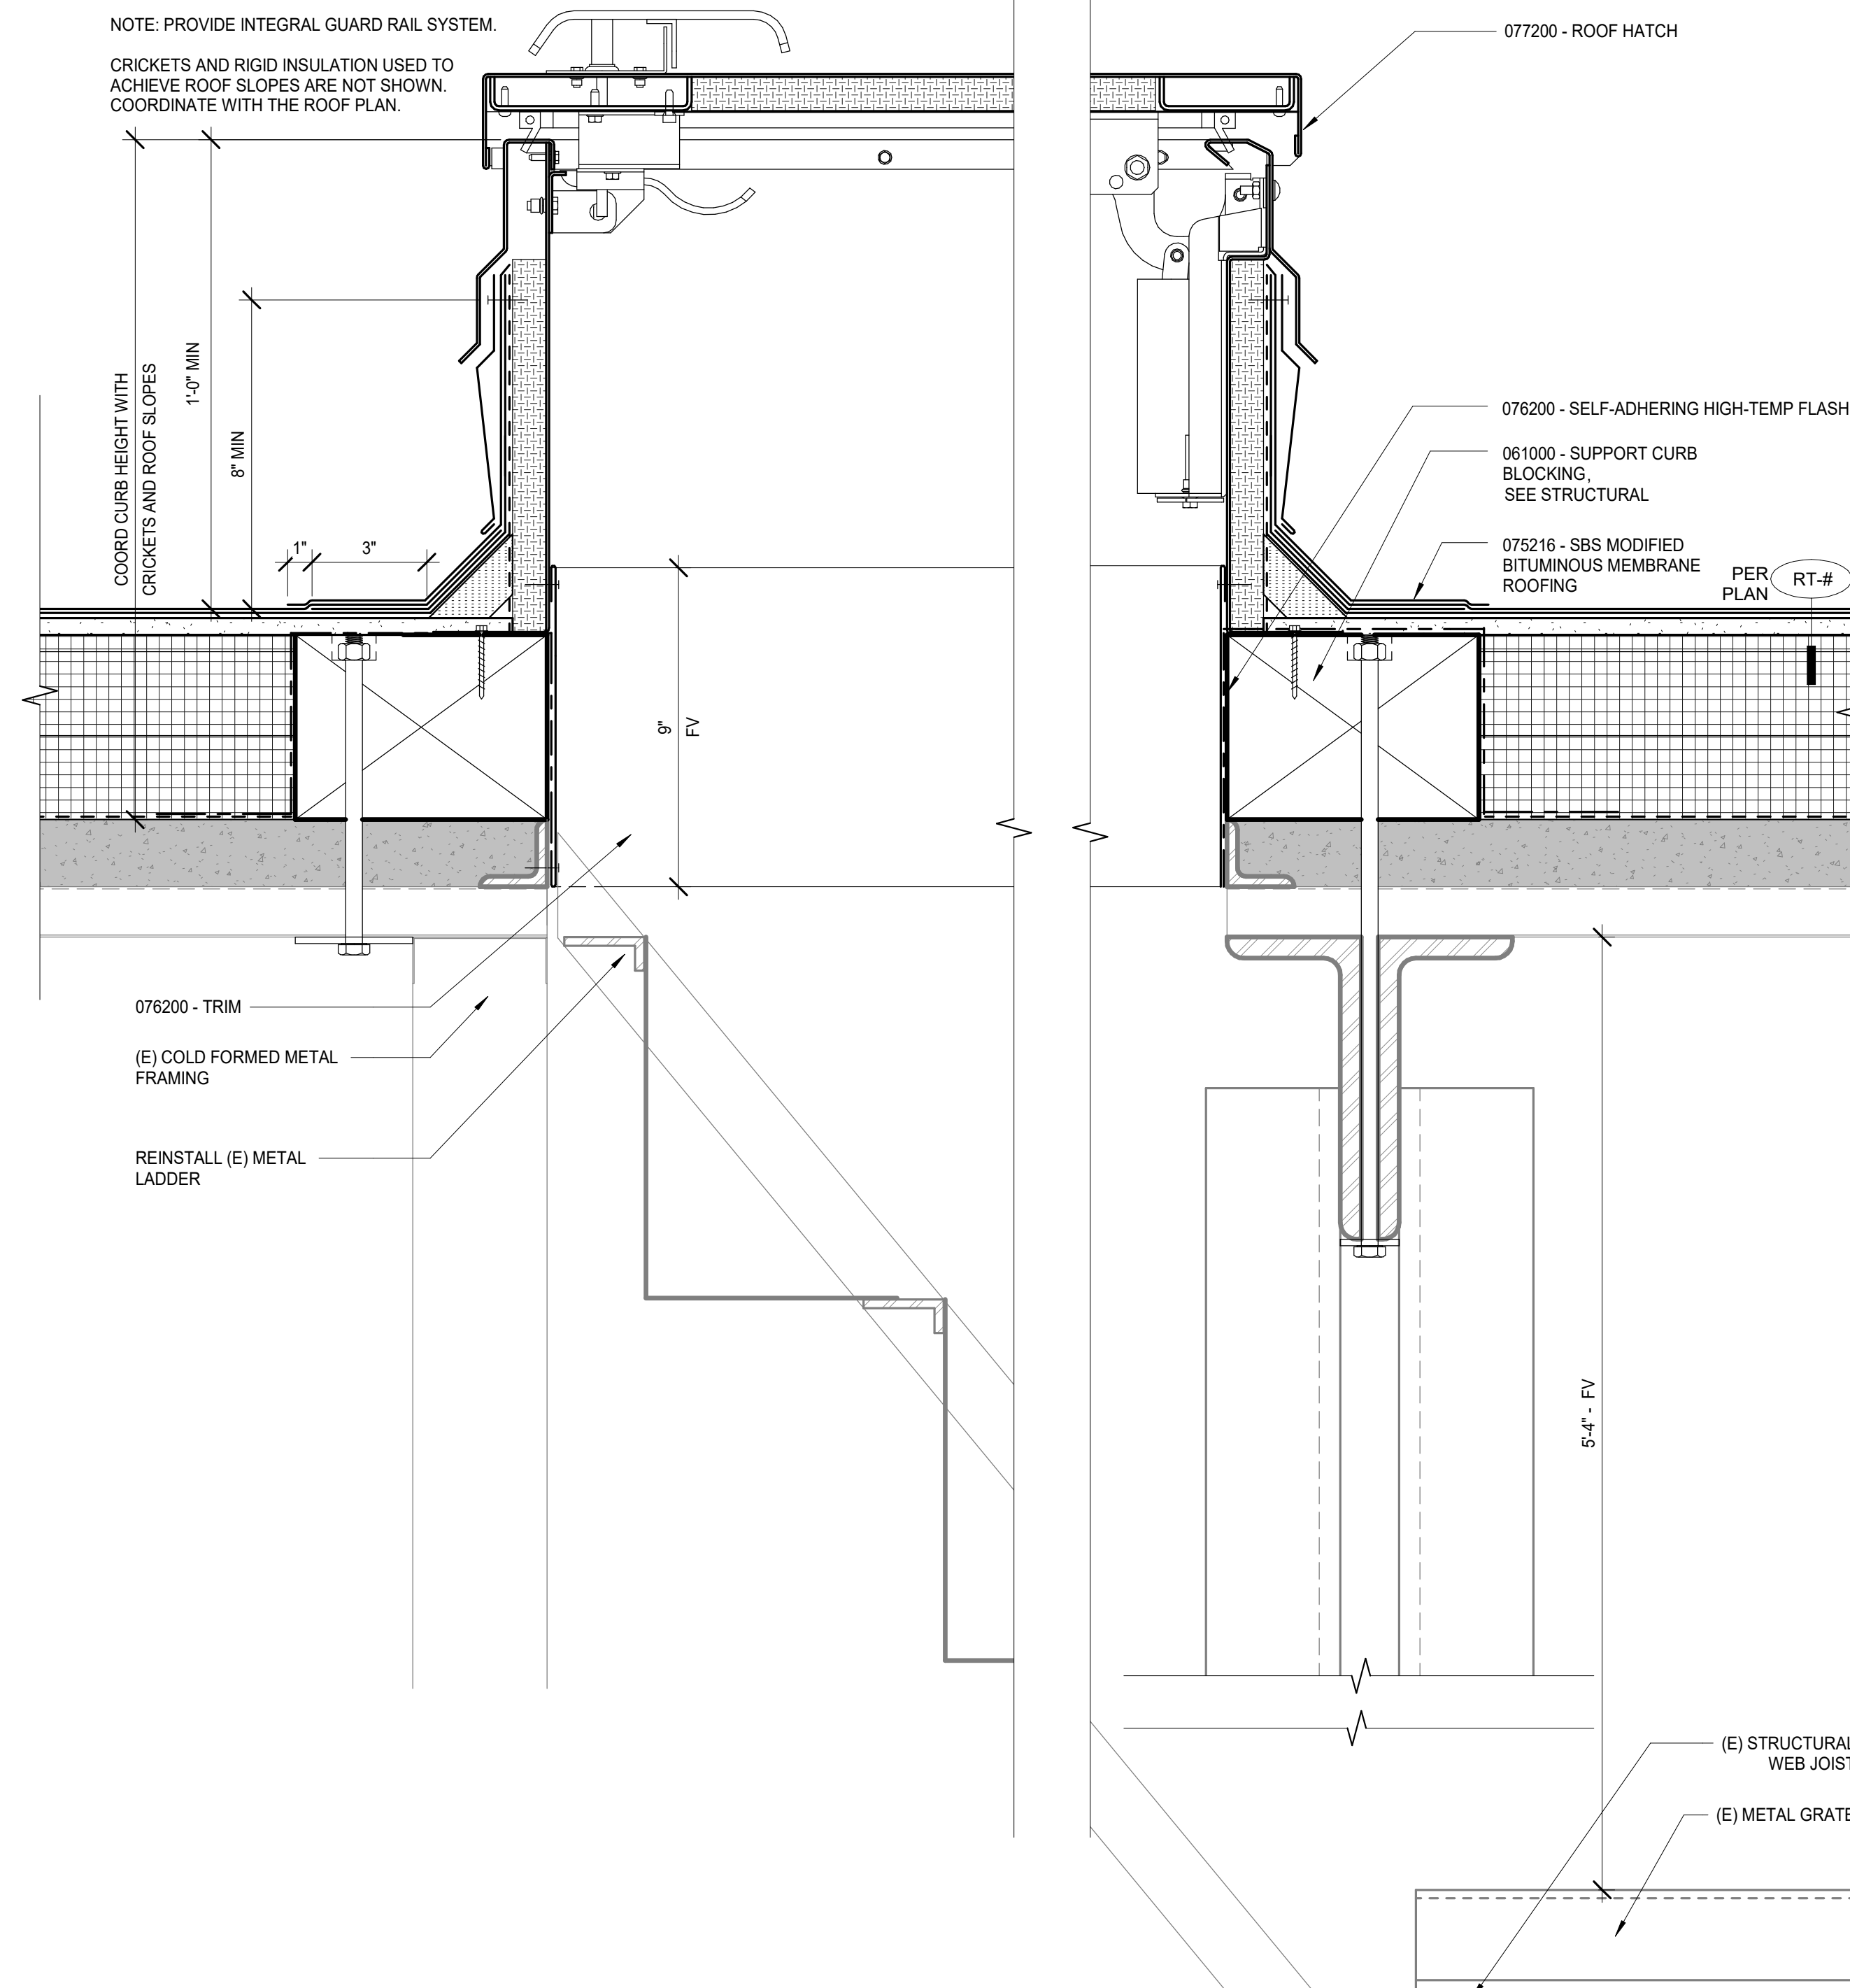 NOTE: PROVIDE INTEGRAL GUARD RAIL SYSTEM.
CRICKETS AND RIGID INSULATION USED TO
ACHIEVE ROOF SLOPES ARE NOT SHOWN.
COORDINATE WITH THE ROOF PLAN.
077200 - ROOF HATCH
COORD CURB HEIGHT WITH
CRICKETS AND ROOF SLOPES
1'-0" MIN
8" MIN
1"
3"
076200 - SELF-ADHERING HIGH-TEMP FLASH
061000 - SUPPORT CURB
BLOCKING,
SEE STRUCTURAL
075216 - SBS MODIFIED
BITUMINOUS MEMBRANE
ROOFING
PER
PLAN
RT-#
9"
FV
076200 - TRIM
(E) COLD FORMED METAL
FRAMING
REINSTALL (E) METAL
LADDER
5'-4" - FV
(E) STRUCTURAL
WEB JOIST
(E) METAL GRATE